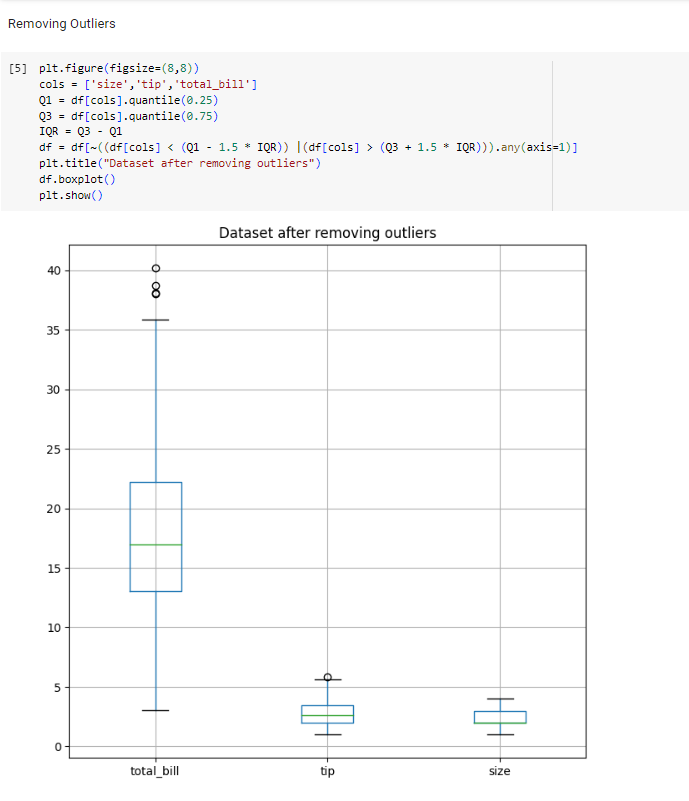 Removing Outliers
[5] plt.figure(figsize=(8,8))
cols = ['size','tip','total_bill']
Q1 = df[cols].quantile(0.25)
Q3 = df[cols].quantile(0.75)
IQR = Q3 - Q1
df = df[~((df[cols] < (Q1 - 1.5 * IQR)) |(df[cols] > (Q3 + 1.5 * IQR))).any(axis=1)]
plt.title("Dataset after removing outliers")
df.boxplot()
plt.show()
Dataset after removing outliers
40
35
30
25
20
15
10
5
0
total_bill tip size